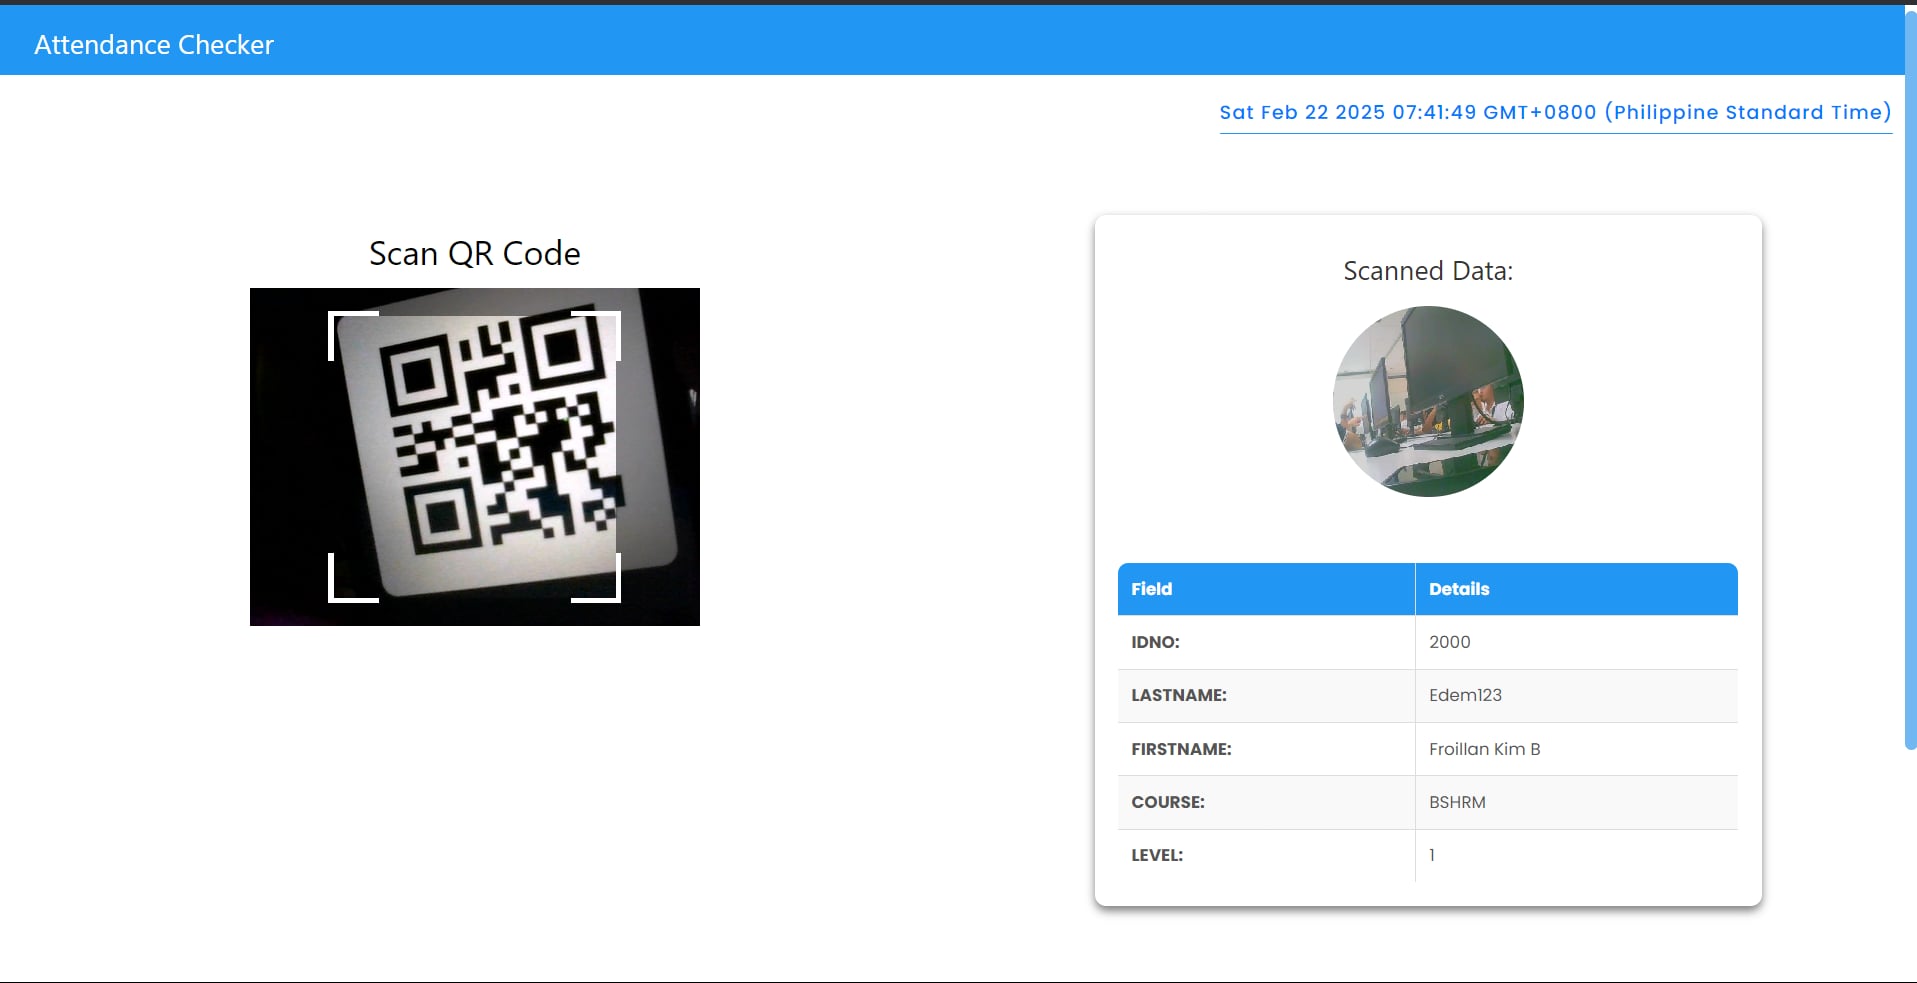 Attendance Checker
Sat Feb 22 2025 07:41:49 GMT+0800 (Philippine Standard Time)
Scan QR Code
Scanned Data:
Field Details
IDNO: 2000
LASTNAME: Edem123
FIRSTNAME: Froillan Kim B
COURSE: BSHRM
LEVEL: 1